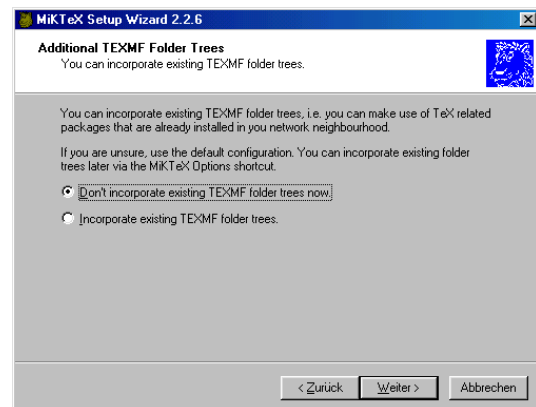 MiKTeX Setup Wizard 2.2.6
Additional TEXMF Folder Trees
You can incorporate existing TEXMF folder trees.
You can incorporate existing TEXMF folder trees, i.e. you can make use of TeX related
packages that are already installed in you network neighbourhood.
If you are unsure, use the default configuration. You can incorporate existing folder
trees later via the MiKTeX Options shortcut.
Don't incorporate existing TEXMF folder trees now.
Incorporate existing TEXMF folder trees.
< Zurück Weiter > Abbrechen